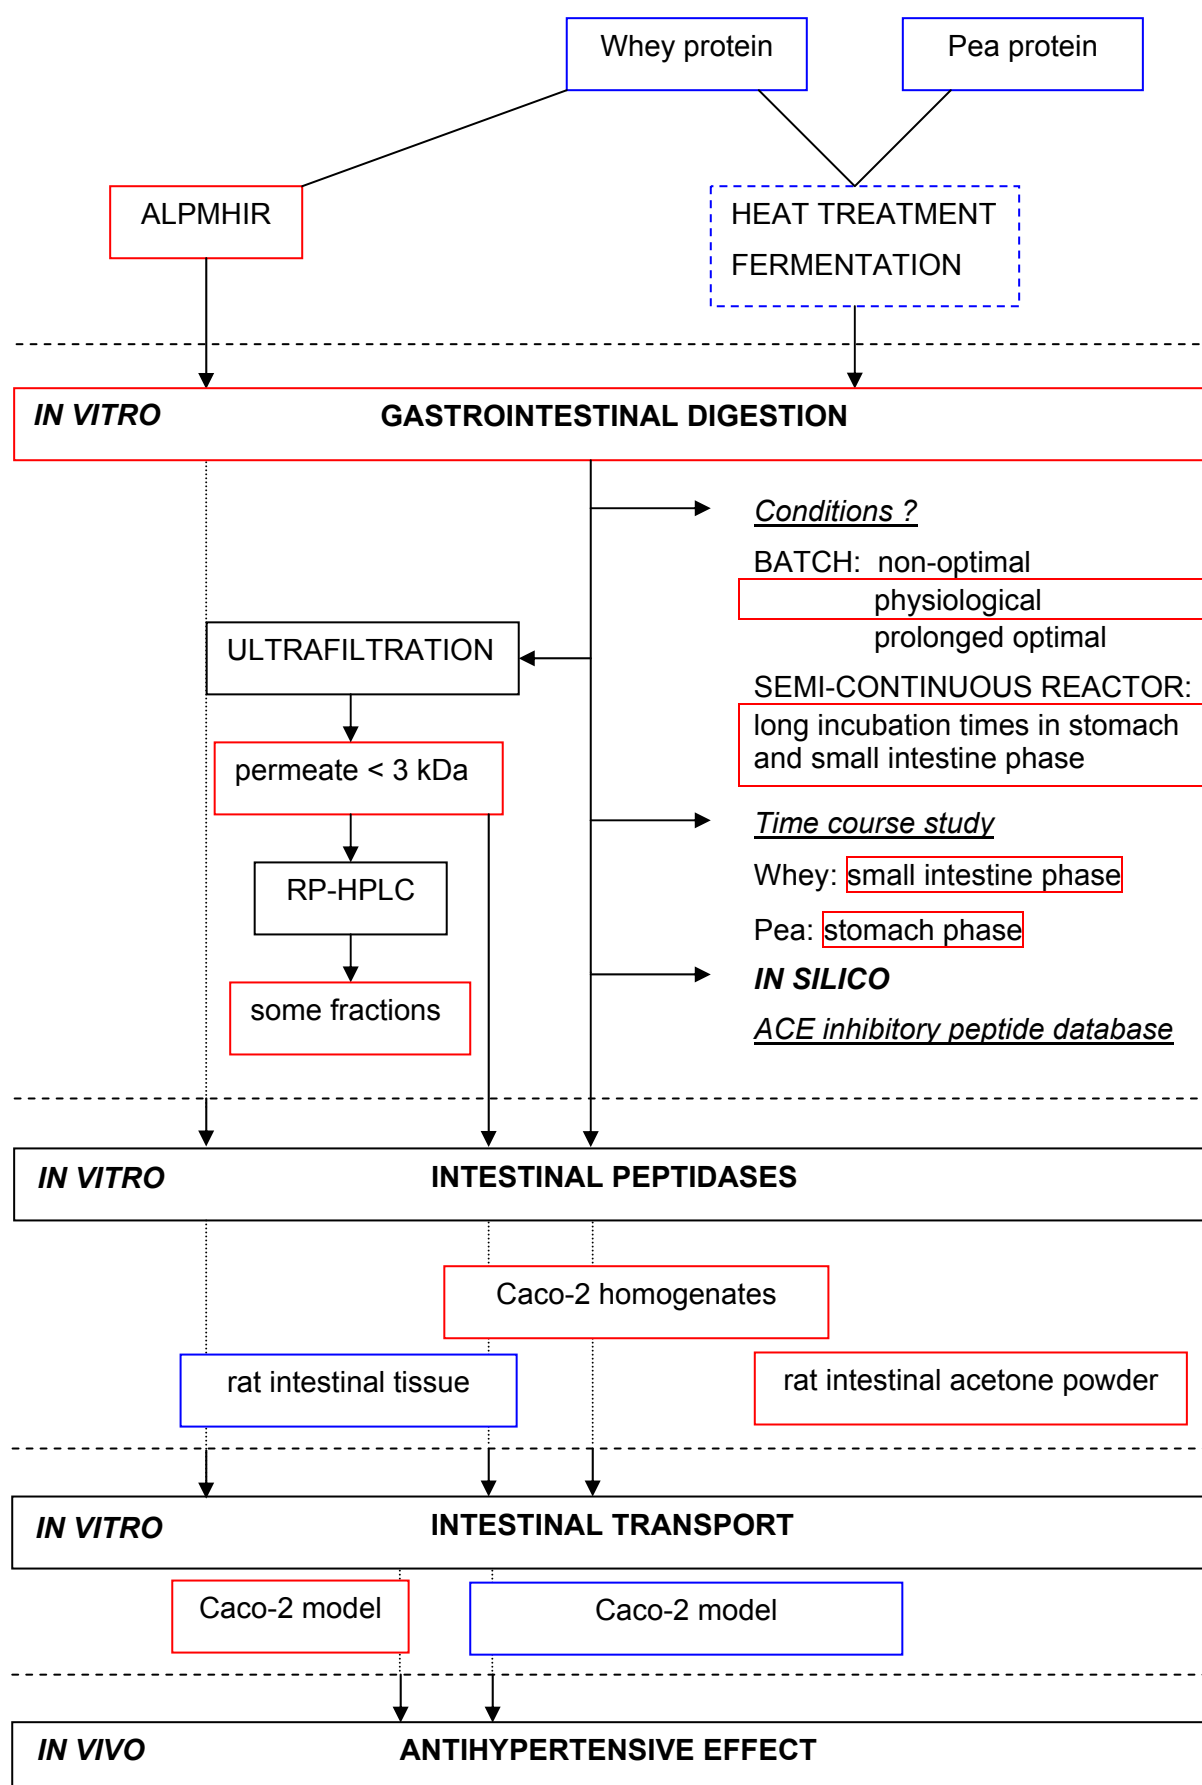 Whey protein
Pea protein
ALPMHIR
HEAT TREATMENT
FERMENTATION
IN VITRO GASTROINTESTINAL DIGESTION
Conditions ?
BATCH: non-optimal
physiological
prolonged optimal
ULTRAFILTRATION
SEMI-CONTINUOUS REACTOR:
long incubation times in stomach
and small intestine phase
permeate < 3 kDa
Time course study
Whey: small intestine phase
RP-HPLC
Pea: stomach phase
IN SILICO
some fractions
ACE inhibitory peptide database
IN VITRO INTESTINAL PEPTIDASES
Caco-2 homogenates
rat intestinal tissue
rat intestinal acetone powder
IN VITRO INTESTINAL TRANSPORT
Caco-2 model
Caco-2 model
IN VIVO ANTIHYPERTENSIVE EFFECT